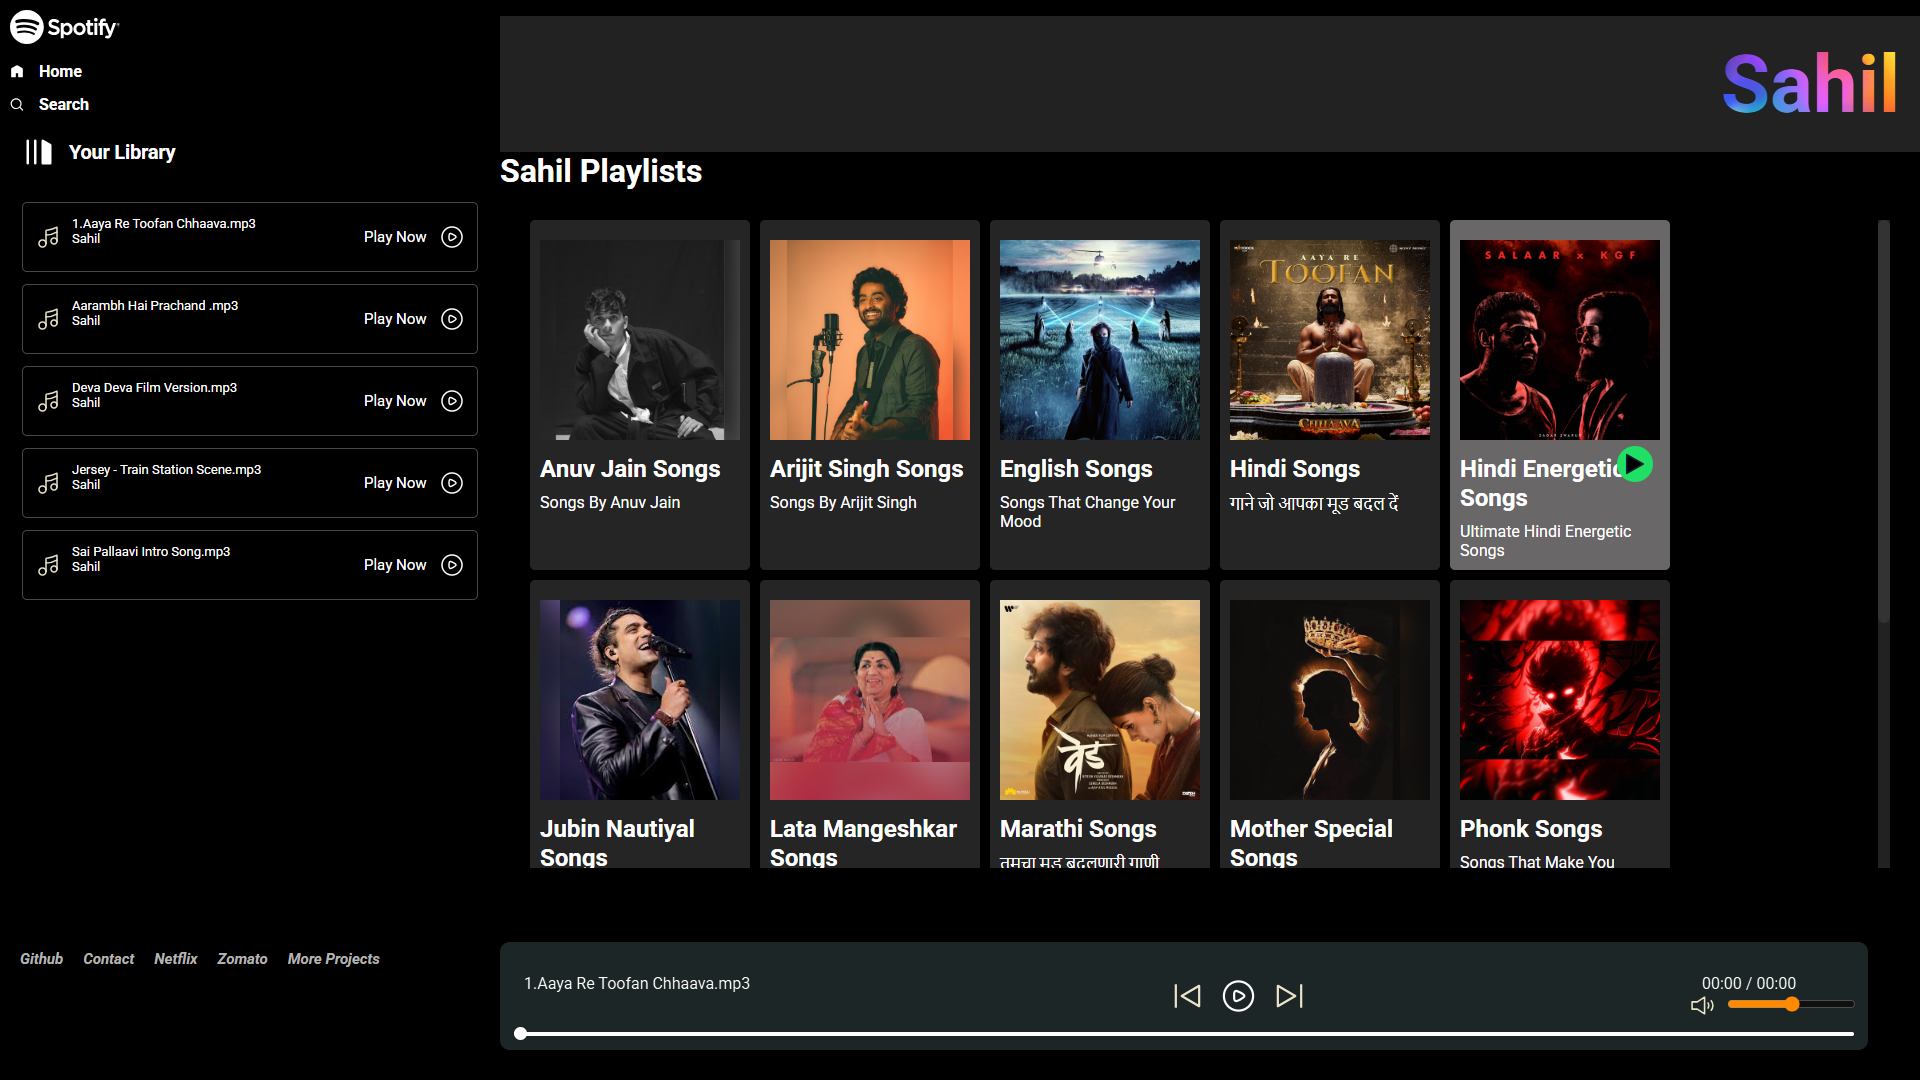 Spotify
Home
Search
Your Library
1.Aaya Re Toofan Chhaava.mp3
Sahil
Play Now
Aarambh Hai Prachand .mp3
Sahil
Play Now
Deva Deva Film Version.mp3
Sahil
Play Now
Jersey - Train Station Scene.mp3
Sahil
Play Now
Sai Pallaavi Intro Song.mp3
Sahil
Play Now
Github Contact Netflix Zomato More Projects
Sahil
Sahil Playlists
AAYA RE
TOOFAN
CHHAAVA
SALAAR x KGF
Anuv Jain Songs
Songs By Anuv Jain
Arijit Singh Songs
Songs By Arijit Singh
English Songs
Songs That Change Your
Mood
Hindi Songs
गाने जो आपका मूड बदल दें
Hindi Energetic
Songs
Ultimate Hindi Energetic
Songs
वेड
Jubin Nautiyal
Songs
Lata Mangeshkar
Songs
Marathi Songs
तुमचा मूड बदलणारी गाणी
Mother Special
Songs
Phonk Songs
Songs That Make You
1.Aaya Re Toofan Chhaava.mp3
00:00 / 00:00